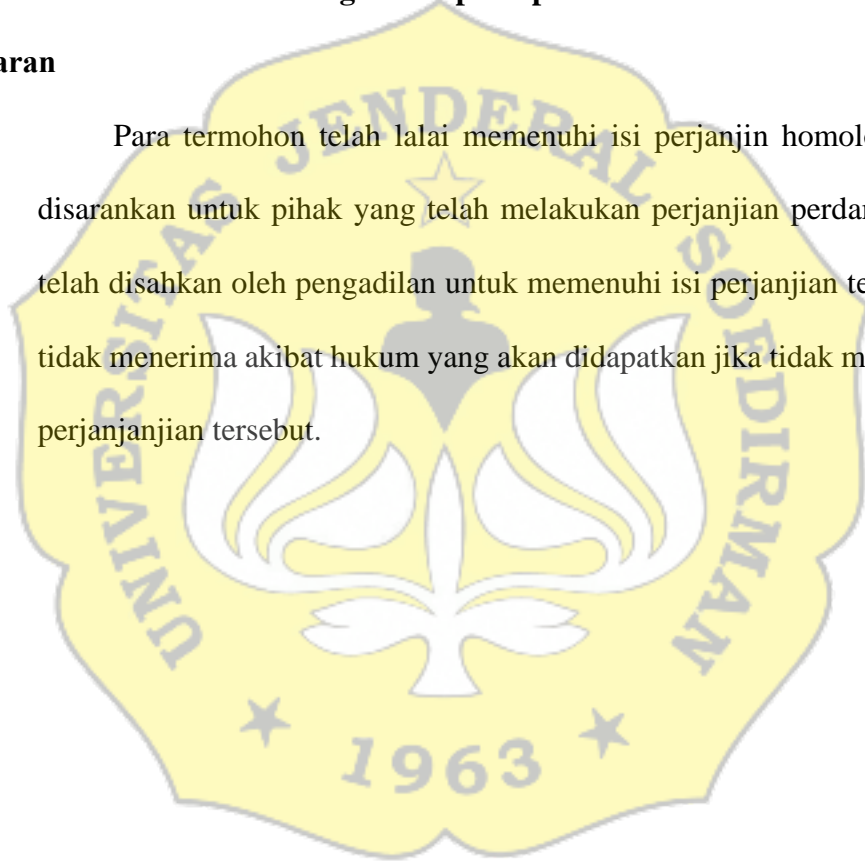 aran
Para termohon telah lalai memenuhi isi perjanjin homol
disarankan untuk pihak yang telah melakukan perjanjian perda
telah disahkan oleh pengadilan untuk memenuhi isi perjanjian te
tidak menerima akibat hukum yang akan didapatkan jika tidak m
perjanjanjian tersebut.
UNIVERSITAS JENDERAL SOEDIRMAN
1963